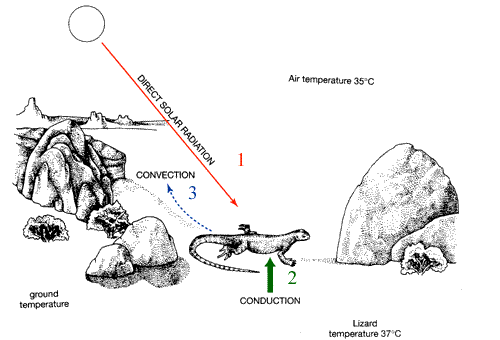 Air temperature 35°C
DIRECT SOLAR RADIATION
1
CONVECTION
3
2
CONDUCTION
ground
temperature
Lizard
temperature 37°C